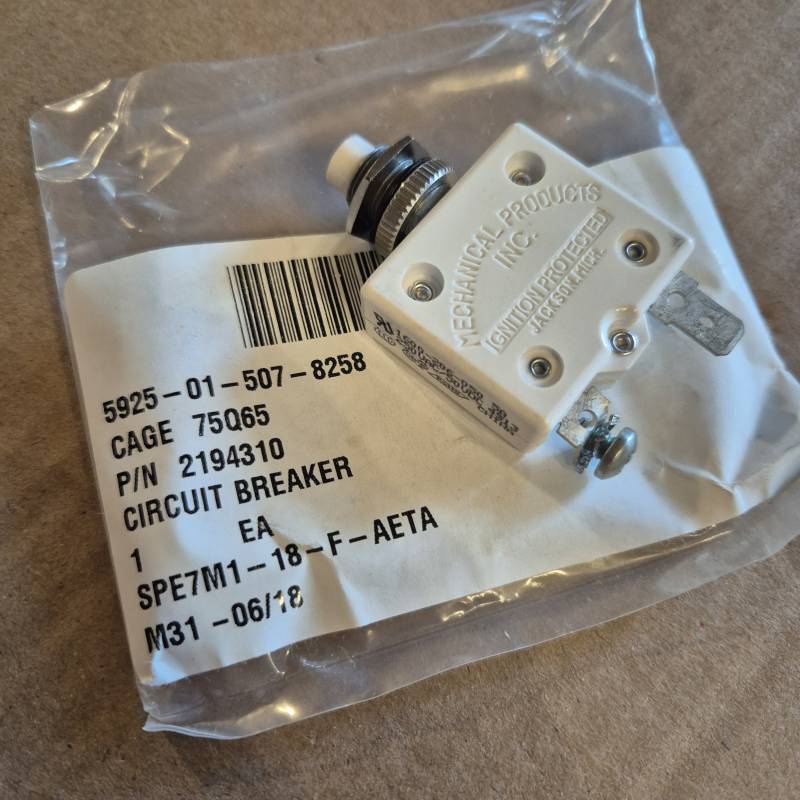 MECHANICAL PRODUCTS
INC.
IGNITION PROTECTED
JACKSON, MICH.
5925-01-507-8258
CAGE 75Q65
P/N 2194310
CIRCUIT BREAKER
1 EA
SPE7M1-18-F-AETA
M31 -06/18